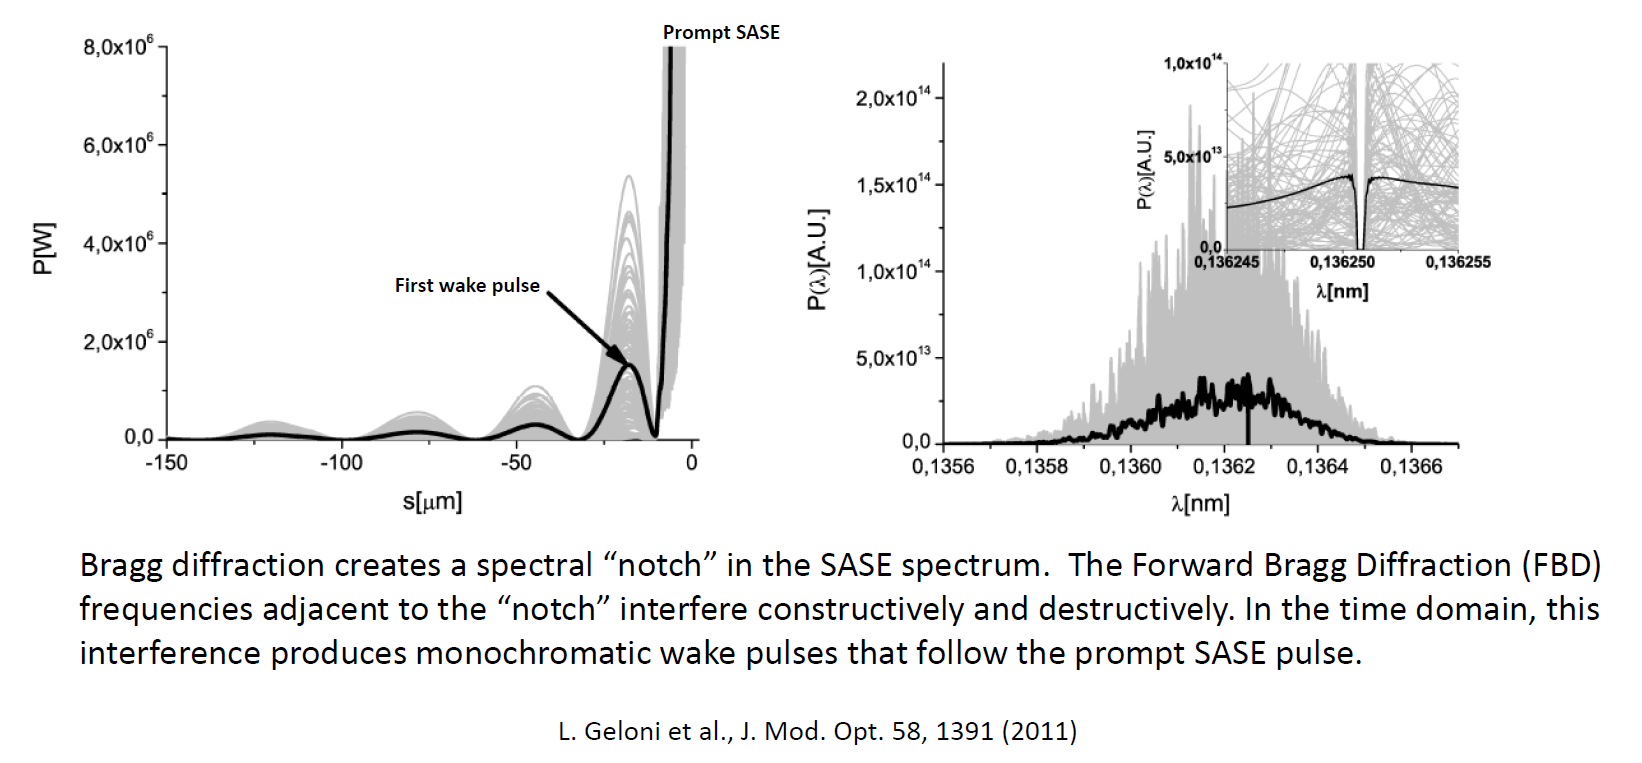 Prompt SASE
8,0x10⁶
6,0x10⁶
4,0x10⁶
2,0x10⁶
0,0
P[W]
First wake pulse
-150
-100
-50
0
s[μm]
2,0x10¹⁴
1,5x10¹⁴
1,0x10¹⁴
5,0x10¹³
0,0
P(λ)[A.U.]
0,1356
0,1358
0,1360
0,1362
0,1364
0,1366
λ[nm]
1,0x10¹⁴
5,0x10¹³
0,0
P(λ)[A.U.]
0,136245
0,136250
0,136255
λ[nm]
Bragg diffraction creates a spectral “notch” in the SASE spectrum.  The Forward Bragg Diffraction (FBD)
frequencies adjacent to the “notch” interfere constructively and destructively. In the time domain, this
interference produces monochromatic wake pulses that follow the prompt SASE pulse.
L. Geloni et al., J. Mod. Opt. 58, 1391 (2011)